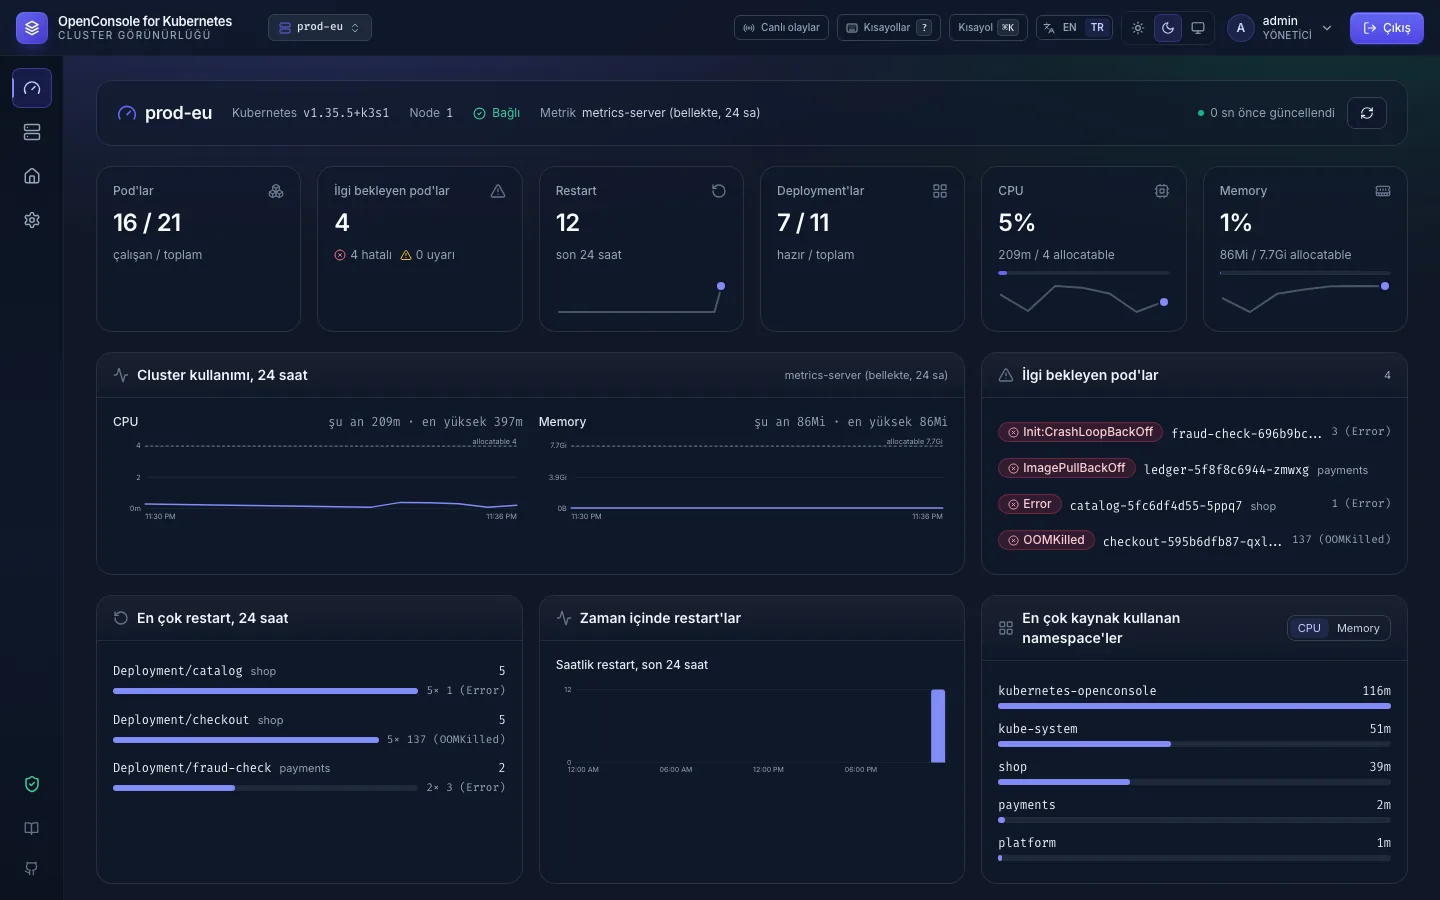 OpenConsole for Kubernetes
CLUSTER GÖRÜNÜRLÜĞÜ
prod-eu
Canlı olaylar
Kısayollar ?
Kısayol ⌘K
EN TR
A
admin
YÖNETİCİ
Çıkış
prod-eu
Kubernetes v1.35.5+k3s1
Node 1
Bağlı
Metrik metrics-server (bellekte, 24 sa)
0 sn önce güncellendi
Pod'lar
16 / 21
çalışan / toplam
İlgi bekleyen pod'lar
4
4 hatalı 0 uyarı
Restart
12
son 24 saat
Deployment'lar
7 / 11
hazır / toplam
CPU
5%
209m / 4 allocatable
Memory
1%
86Mi / 7.7Gi allocatable
Cluster kullanımı, 24 saat
metrics-server (bellekte, 24 sa)
CPU
şu an 209m · en yüksek 397m
allocatable 4
4
2
0m
11:30 PM
11:36 PM
Memory
şu an 86Mi · en yüksek 86Mi
allocatable 7.7Gi
7.7Gi
3.9Gi
0B
11:30 PM
11:36 PM
İlgi bekleyen pod'lar
4
Init:CrashLoopBackOff fraud-check-696b9bc... 3 (Error)
ImagePullBackOff ledger-5f8f8c6944-zmwxg payments
Error catalog-5fc6df4d55-5ppq7 shop 1 (Error)
OOMKilled checkout-595b6dfb87-qxl... 137 (OOMKilled)
En çok restart, 24 saat
Deployment/catalog shop 5
5× 1 (Error)
Deployment/checkout shop 5
5× 137 (OOMKilled)
Deployment/fraud-check payments 2
2× 3 (Error)
Zaman içinde restart'lar
Saatlik restart, son 24 saat
12
0
12:00 AM
06:00 AM
12:00 PM
06:00 PM
En çok kaynak kullanan
namespace'ler
CPU Memory
kubernetes-openconsole 116m
kube-system 51m
shop 39m
payments 2m
platform 1m